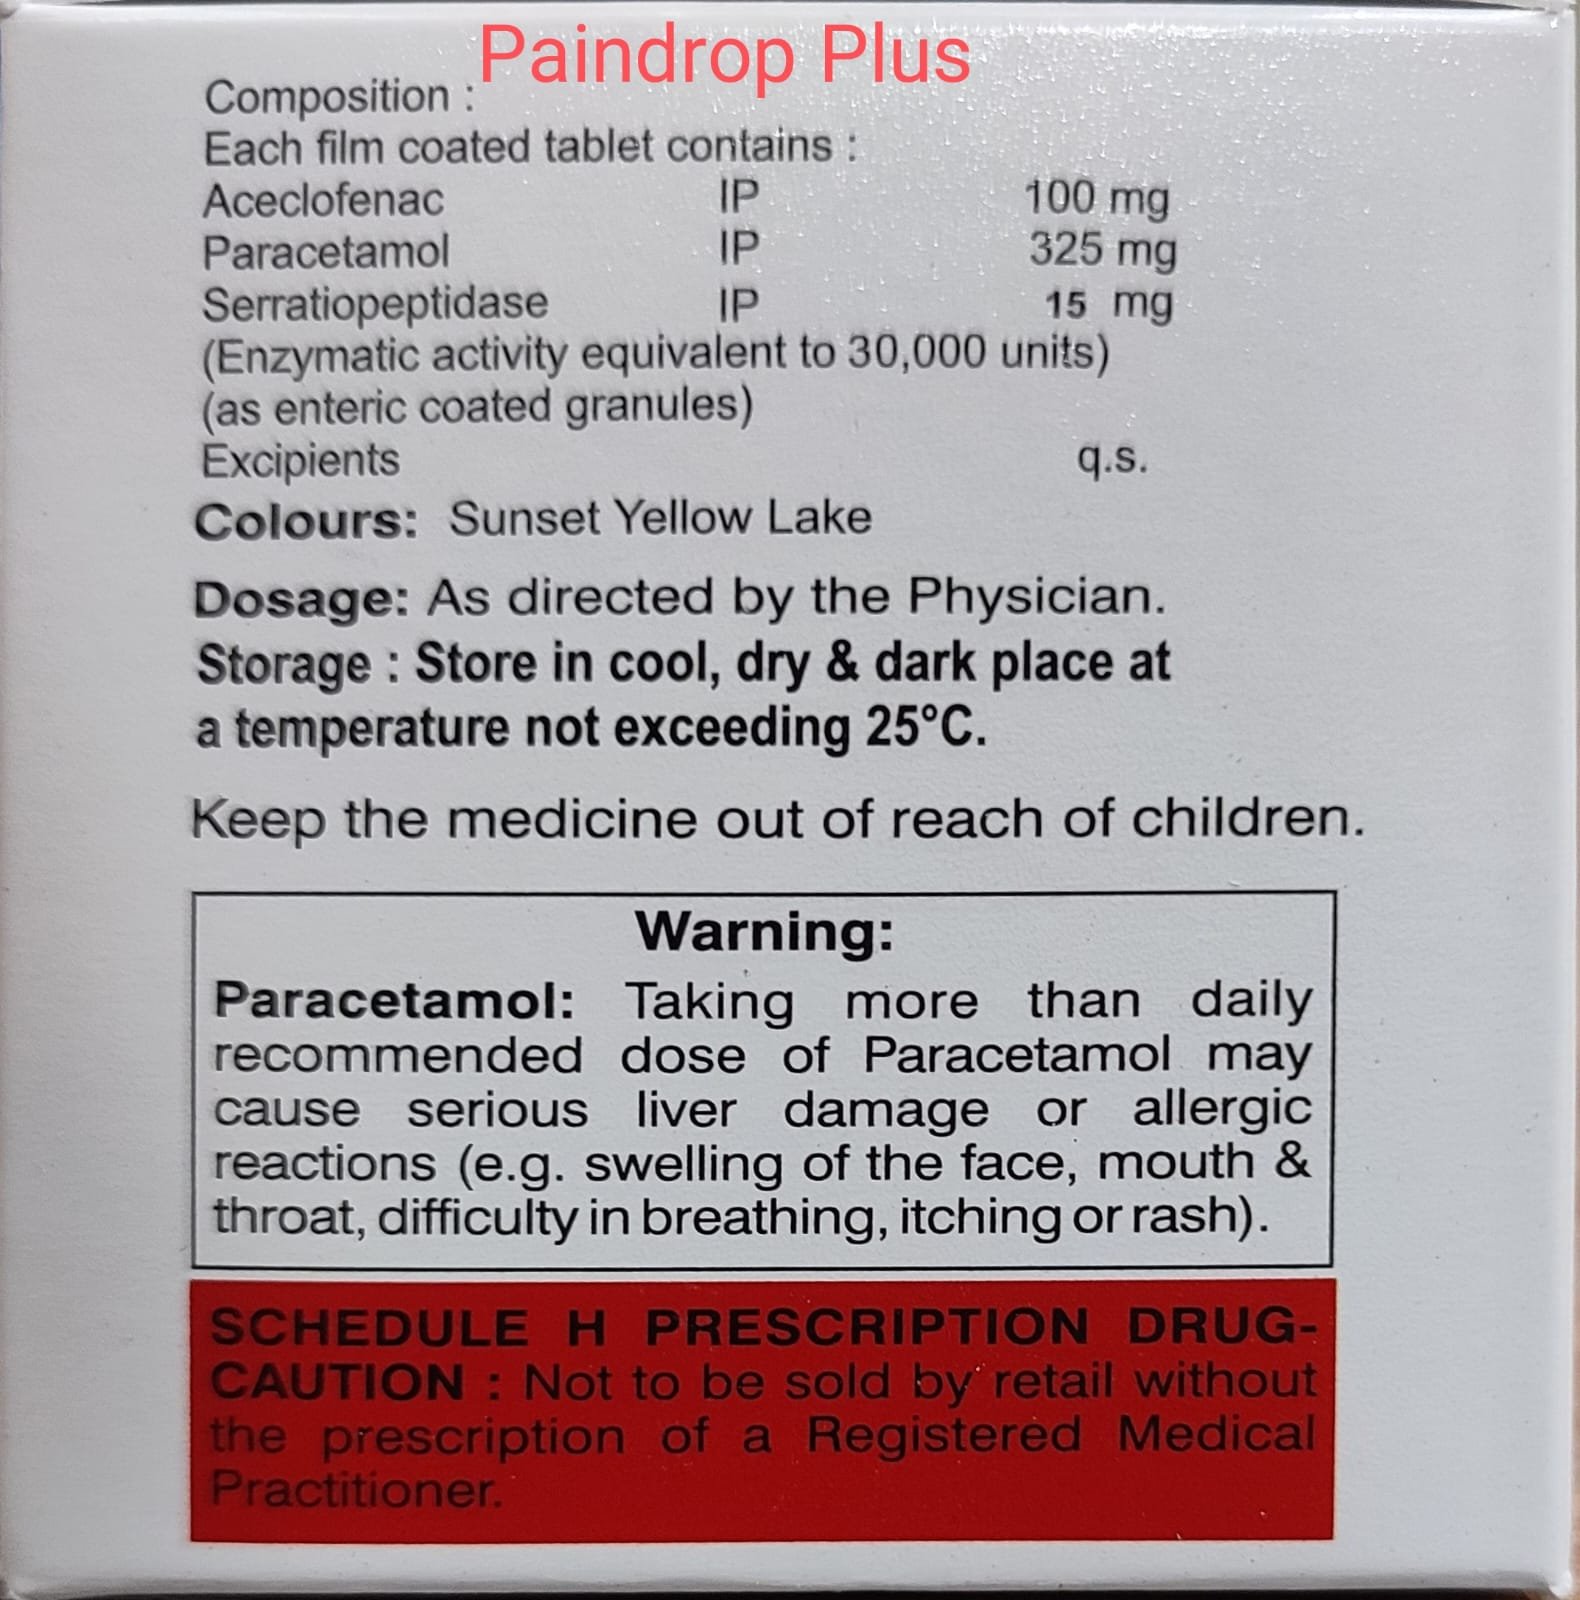 Paindrop Plus
Composition :
Each film coated tablet contains :
Aceclofenac IP 100 mg
Paracetamol IP 325 mg
Serratiopeptidase IP 15 mg
(Enzymatic activity equivalent to 30,000 units)
(as enteric coated granules)
Excipients q.s.
Colours: Sunset Yellow Lake
Dosage: As directed by the Physician.
Storage : Store in cool, dry & dark place at
a temperature not exceeding 25°C.
Keep the medicine out of reach of children.
Warning:
Paracetamol: Taking more than daily
recommended dose of Paracetamol may
cause serious liver damage or allergic
reactions (e.g. swelling of the face, mouth &
throat, difficulty in breathing, itching or rash).
SCHEDULE H PRESCRIPTION DRUG-
CAUTION : Not to be sold by retail without
the prescription of a Registered Medical
Practitioner.